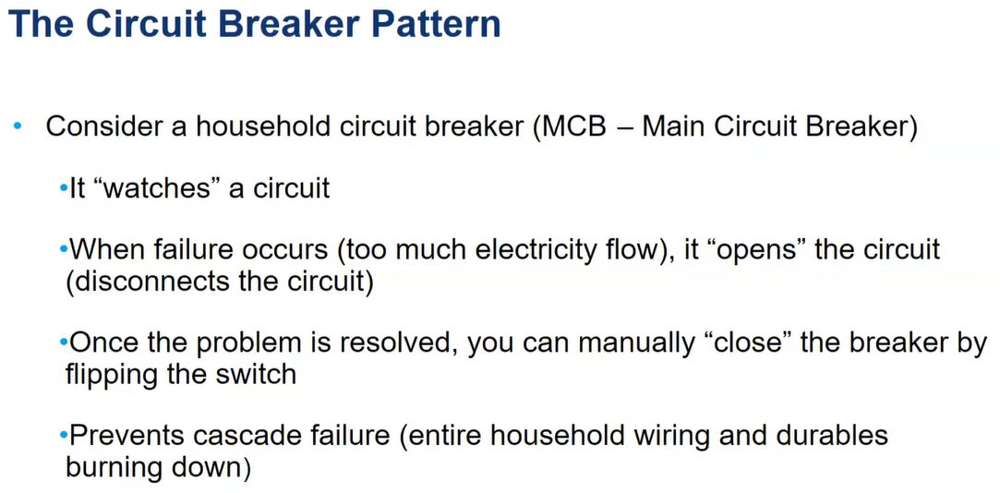 The Circuit Breaker Pattern
• Consider a household circuit breaker (MCB – Main Circuit Breaker)
•It “watches” a circuit
•When failure occurs (too much electricity flow), it “opens” the circuit
(disconnects the circuit)
•Once the problem is resolved, you can manually “close” the breaker by
flipping the switch
•Prevents cascade failure (entire household wiring and durables
burning down)